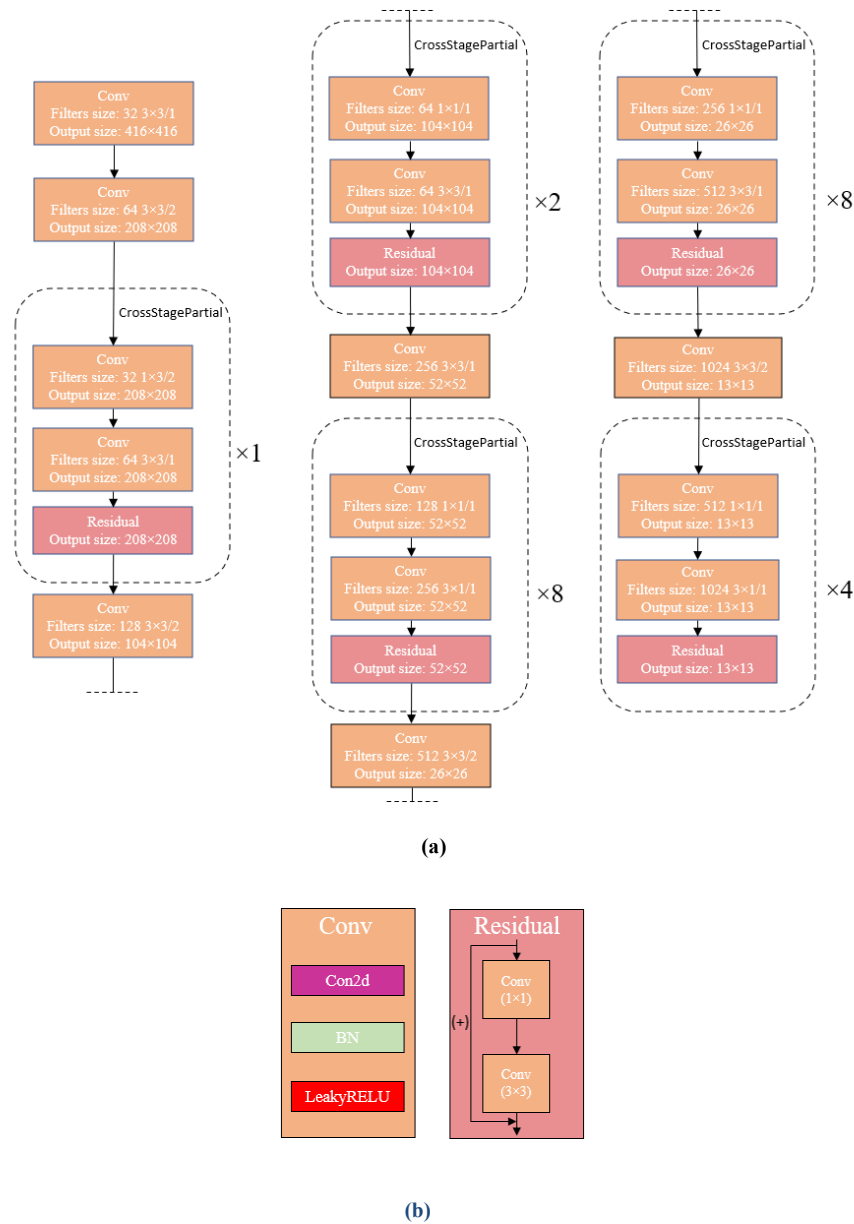 Conv
Filters size: 32 3×3/1
Output size: 416×416
Conv
Filters size: 64 3×3/2
Output size: 208×208
CrossStagePartial
Conv
Filters size: 32 1×3/2
Output size: 208×208
Conv
Filters size: 64 3×3/1
Output size: 208×208
Residual
Output size: 208×208
×1
Conv
Filters size: 128 3×3/2
Output size: 104×104
CrossStagePartial
Conv
Filters size: 64 1×1/1
Output size: 104×104
Conv
Filters size: 64 3×3/1
Output size: 104×104
Residual
Output size: 104×104
×2
Conv
Filters size: 256 3×3/1
Output size: 52×52
CrossStagePartial
Conv
Filters size: 128 1×1/1
Output size: 52×52
Conv
Filters size: 256 3×1/1
Output size: 52×52
Residual
Output size: 52×52
×8
Conv
Filters size: 512 3×3/2
Output size: 26×26
CrossStagePartial
Conv
Filters size: 256 1×1/1
Output size: 26×26
Conv
Filters size: 512 3×3/1
Output size: 26×26
Residual
Output size: 26×26
×8
Conv
Filters size: 1024 3×3/2
Output size: 13×13
CrossStagePartial
Conv
Filters size: 512 1×1/1
Output size: 13×13
Conv
Filters size: 1024 3×1/1
Output size: 13×13
Residual
Output size: 13×13
×4
(a)
Conv
Con2d
BN
LeakyRELU
Residual
Conv
(1×1)
(+)
Conv
(3×3)
(b)